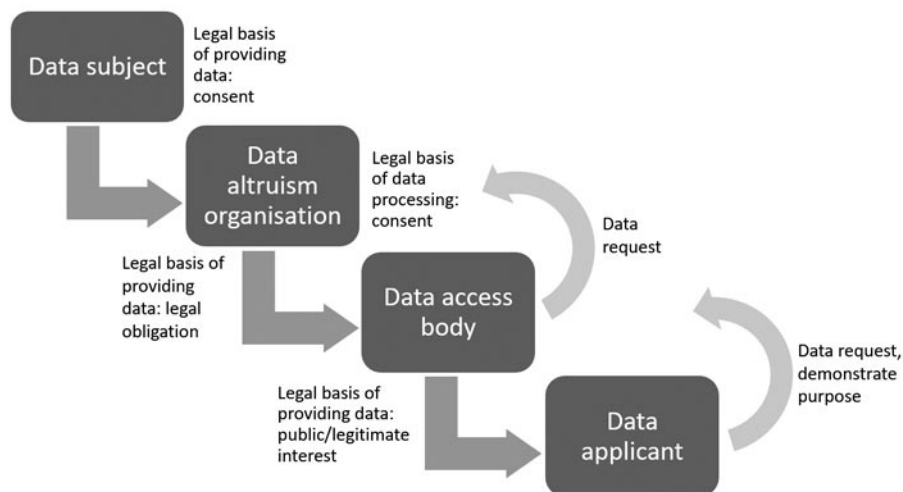 Data subject
Legal basis
of providing
data:
consent
Data
altruism
organisation
Legal basis
of data
processing:
consent
Data
request
Legal basis of
providing
data: legal
obligation
Data access
body
Data request,
demonstrate
purpose
Legal basis of
providing data:
public/legitimate
interest
Data
applicant